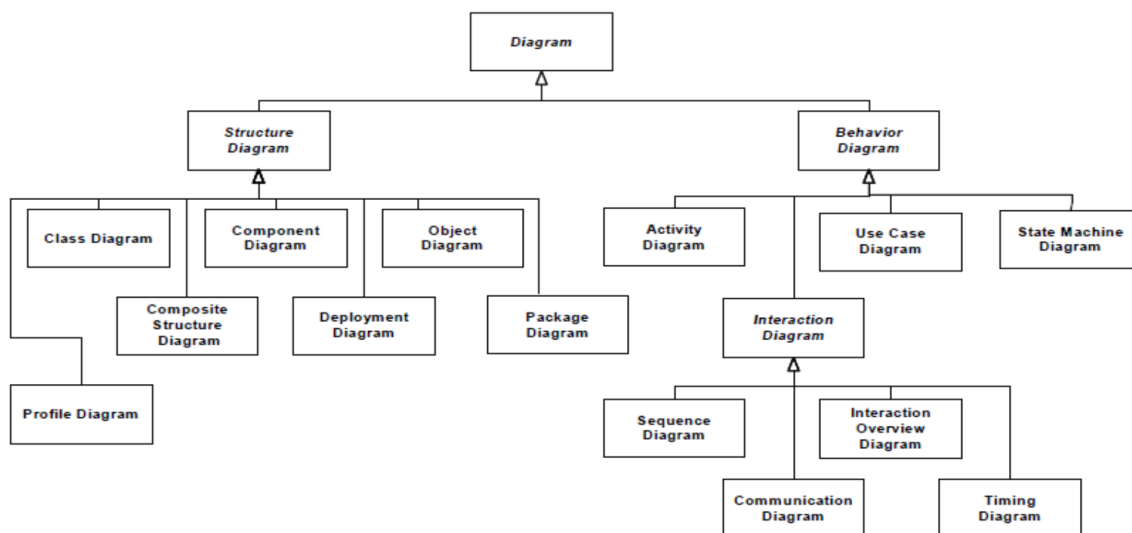 Diagram
Structure
Diagram
Behavior
Diagram
Class Diagram
Component
Diagram
Object
Diagram
Activity
Diagram
Use Case
Diagram
State Machine
Diagram
Composite
Structure
Diagram
Deployment
Diagram
Package
Diagram
Interaction
Diagram
Profile Diagram
Sequence
Diagram
Interaction
Overview
Diagram
Communication
Diagram
Timing
Diagram